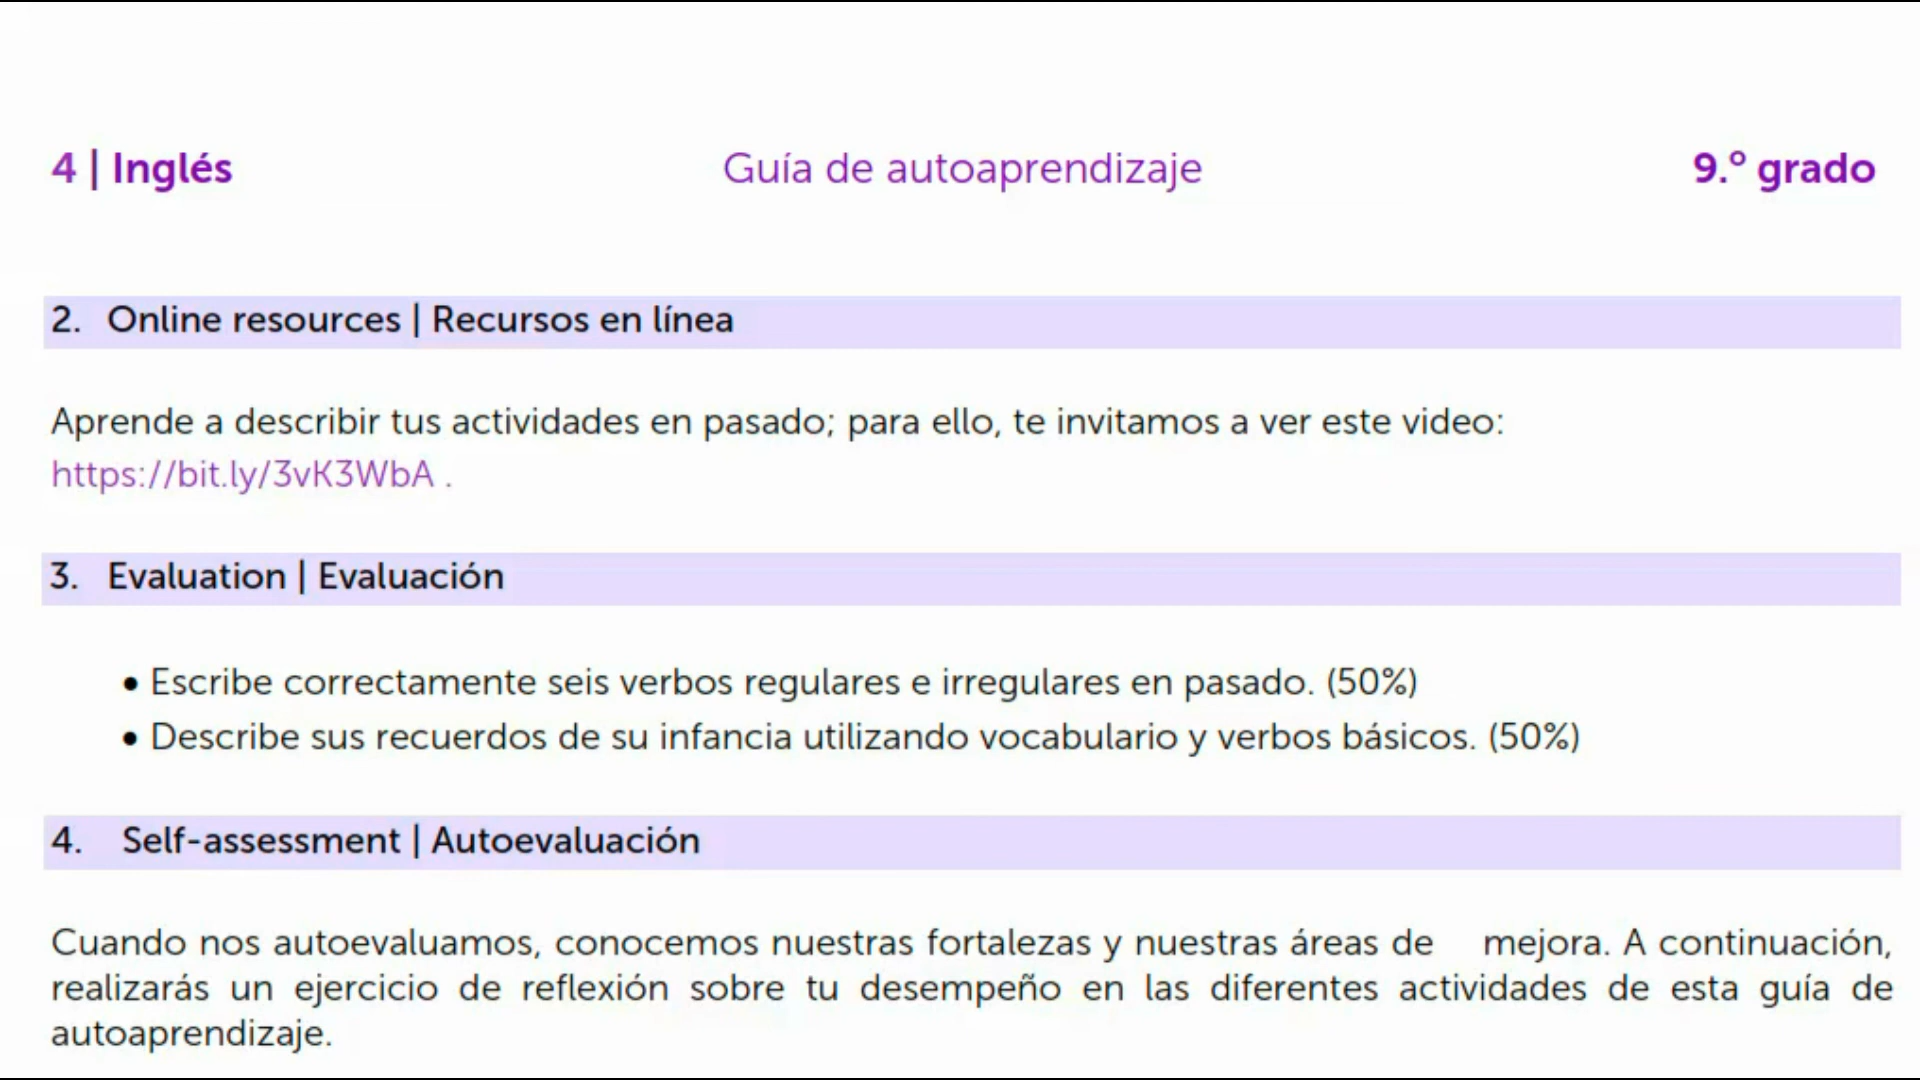 4 | Inglés Guía de autoaprendizaje 9.º grado
2. Online resources | Recursos en línea
Aprende a describir tus actividades en pasado; para ello, te invitamos a ver este video:
https://bit.ly/3vK3WbA .
3. Evaluation | Evaluación
• Escribe correctamente seis verbos regulares e irregulares en pasado. (50%)
• Describe sus recuerdos de su infancia utilizando vocabulario y verbos básicos. (50%)
4. Self-assessment | Autoevaluación
Cuando nos autoevaluamos, conocemos nuestras fortalezas y nuestras áreas de mejora. A continuación,
realizarás un ejercicio de reflexión sobre tu desempeño en las diferentes actividades de esta guía de
autoaprendizaje.